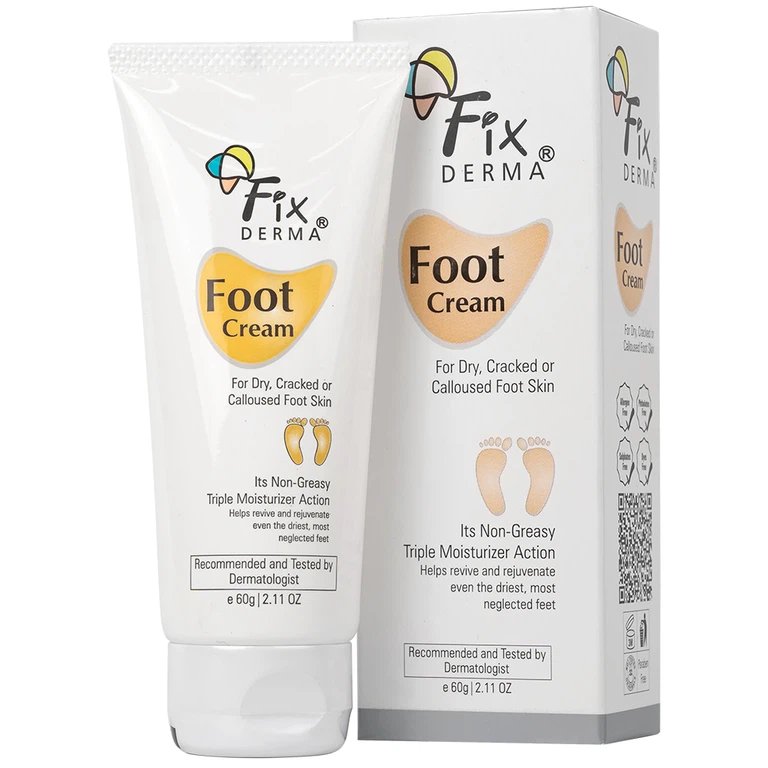 Fix
DERMA®
Foot
Cream
For Dry, Cracked or
Calloused Foot Skin
Its Non-Greasy
Triple Moisturizer Action
Helps revive and rejuvenate
even the driest, most
neglected feet
Recommended and Tested by
Dermatologist
e 60g | 2.11 OZ
Fix
DERMA®
Foot
Cream
For Dry, Cracked or
Calloused Foot Skin
Its Non-Greasy
Triple Moisturizer Action
Helps revive and rejuvenate
even the driest, most
neglected feet
Recommended and Tested by
Dermatologist
e 60g | 2.11 OZ
Fix
DERMA®
Foot
Cream
For Dry, Cracked or
Calloused Foot Skin
Paraben
Free